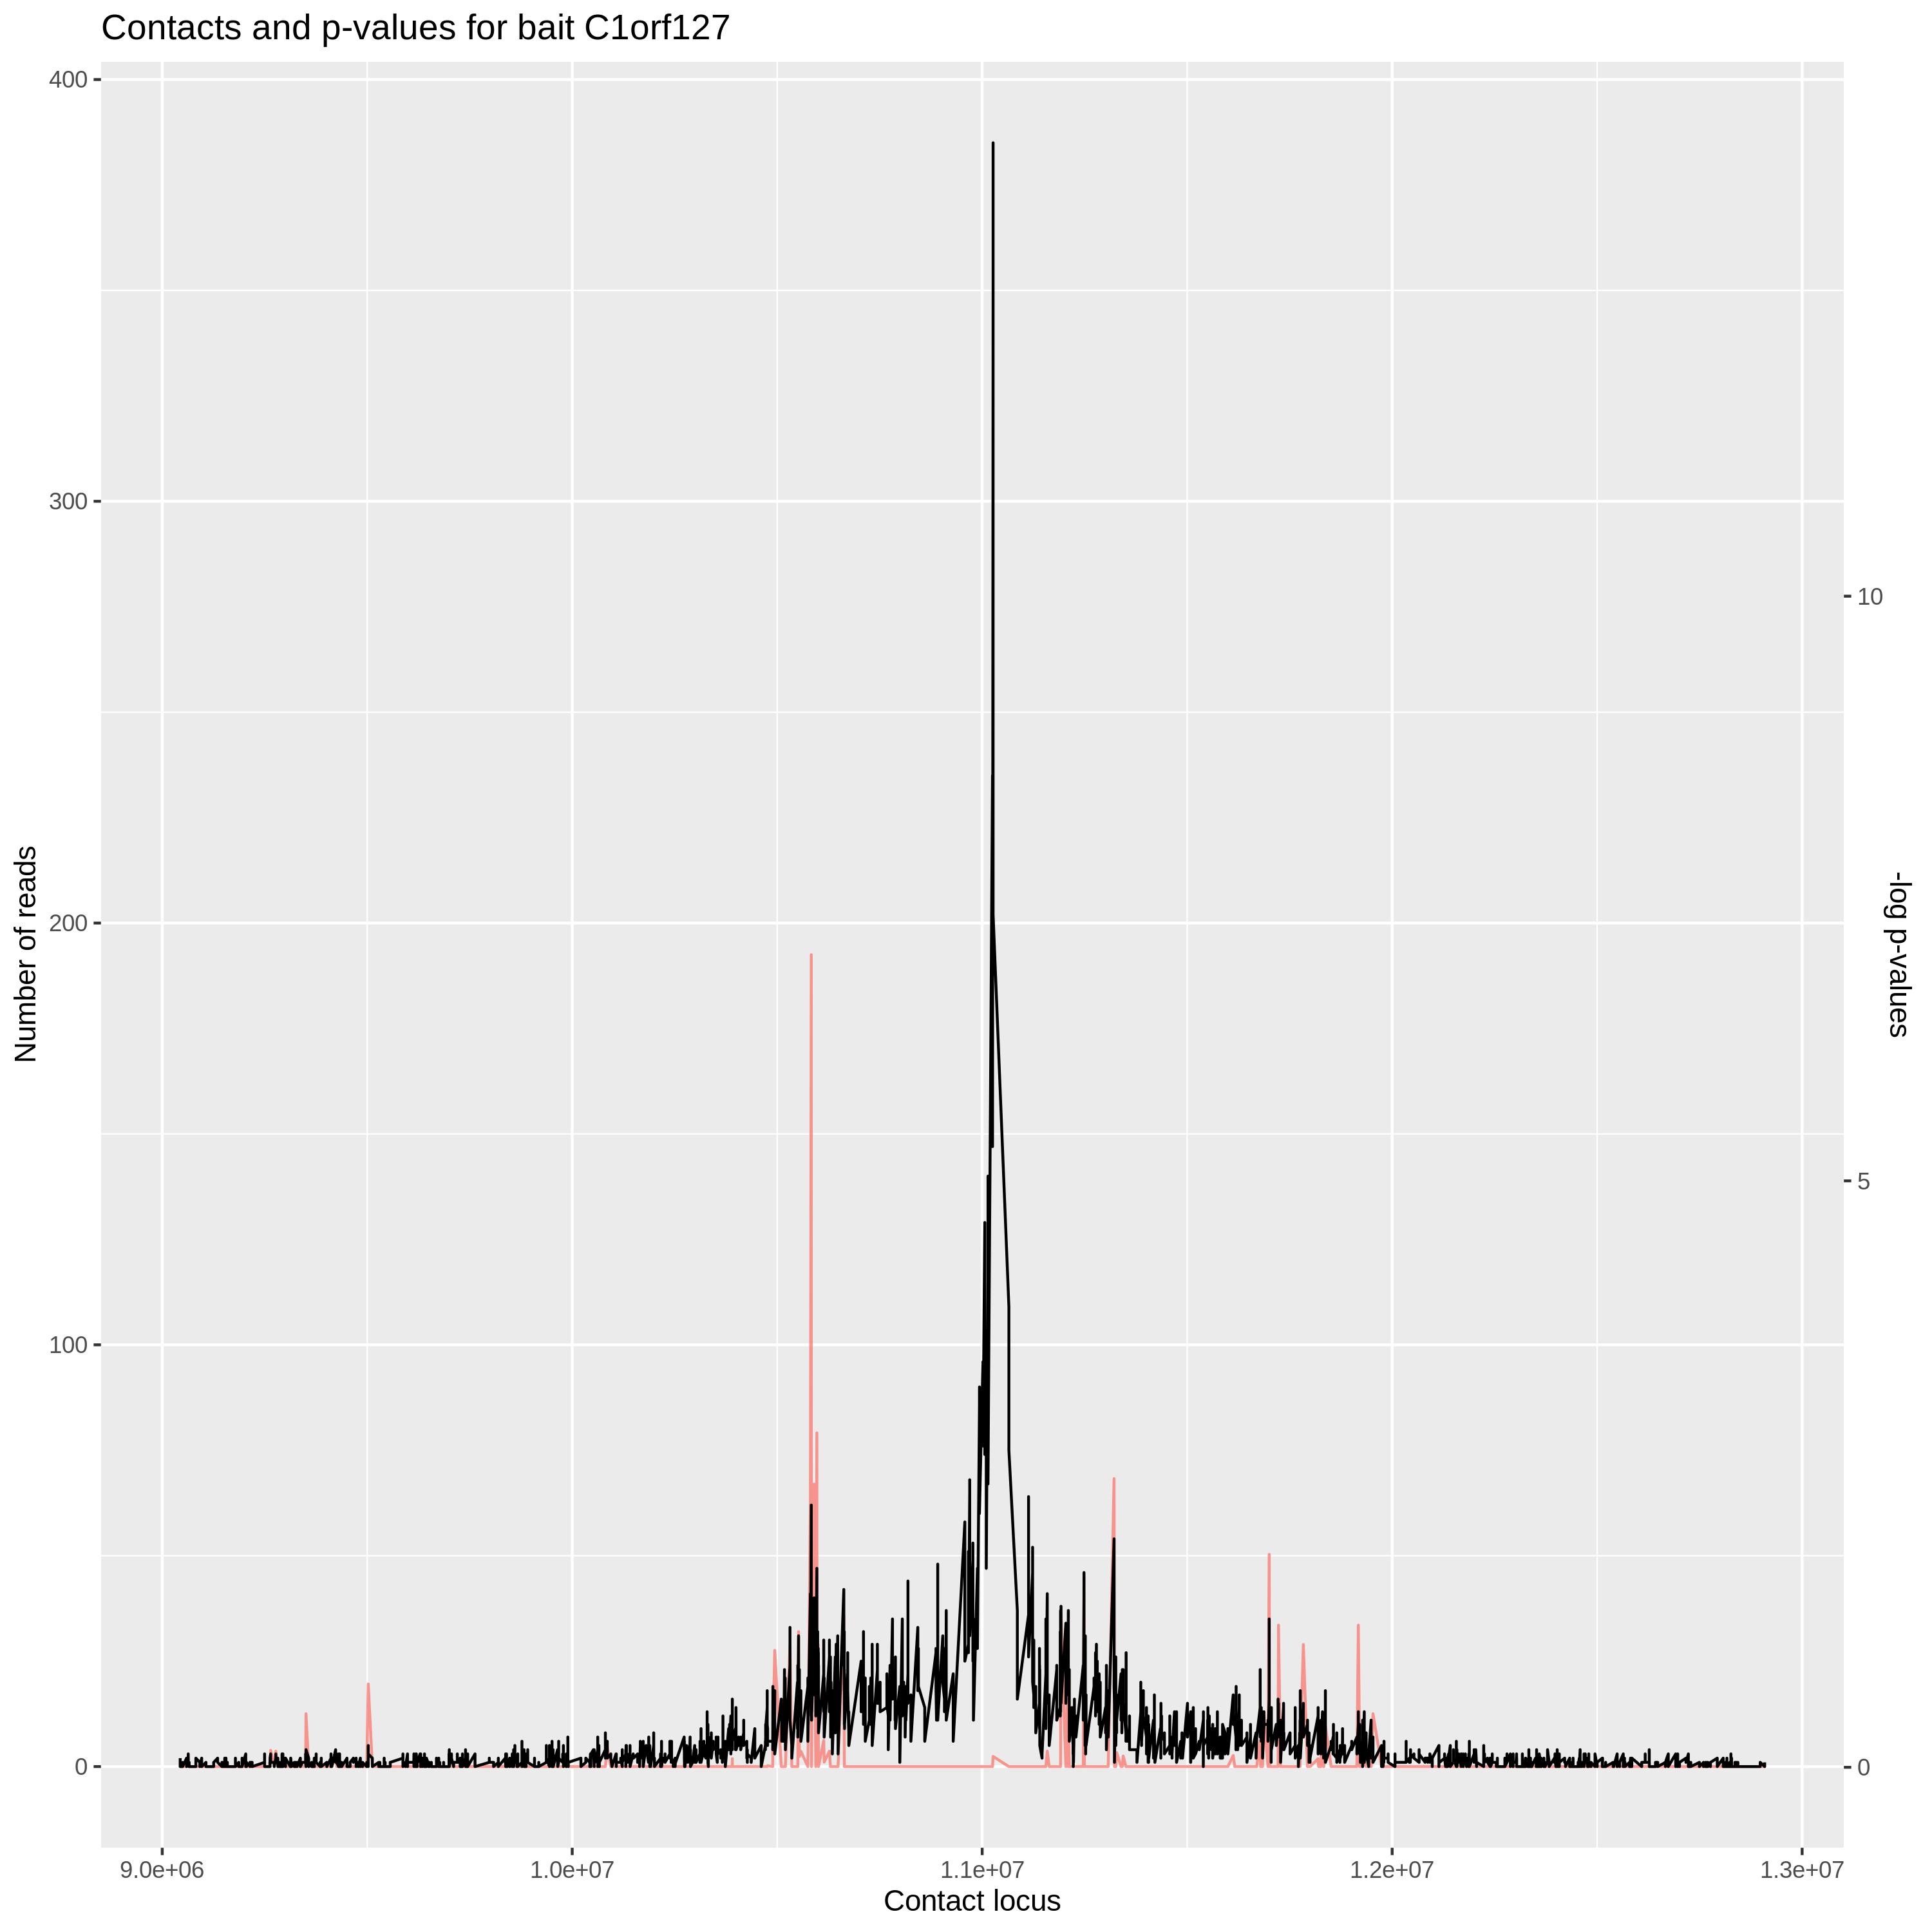 Contacts and p-values for bait C1orf127
400
300
200
100
0
Number of reads
10
5
0
-log p-values
9.0e+06 1.0e+07 1.1e+07 1.2e+07 1.3e+07
Contact locus